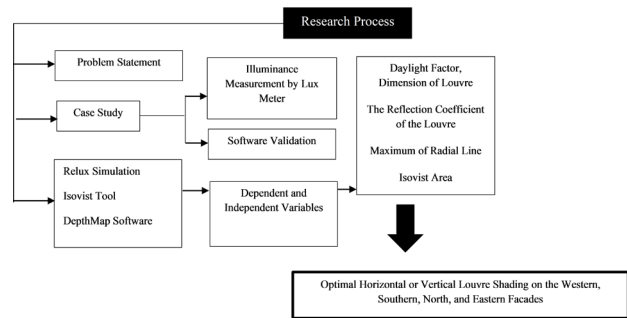 Research Process
Problem Statement
Case Study
Illuminance
Measurement by Lux
Meter
Software Validation
Relux Simulation
Isovist Tool
DepthMap Software
Dependent and
Independent Variables
Daylight Factor,
Dimension of Louvre
The Reflection Coefficient
of the Louvre
Maximum of Radial Line
Isovist Area
Optimal Horizontal or Vertical Louvre Shading on the Western,
Southern, North, and Eastern Facades